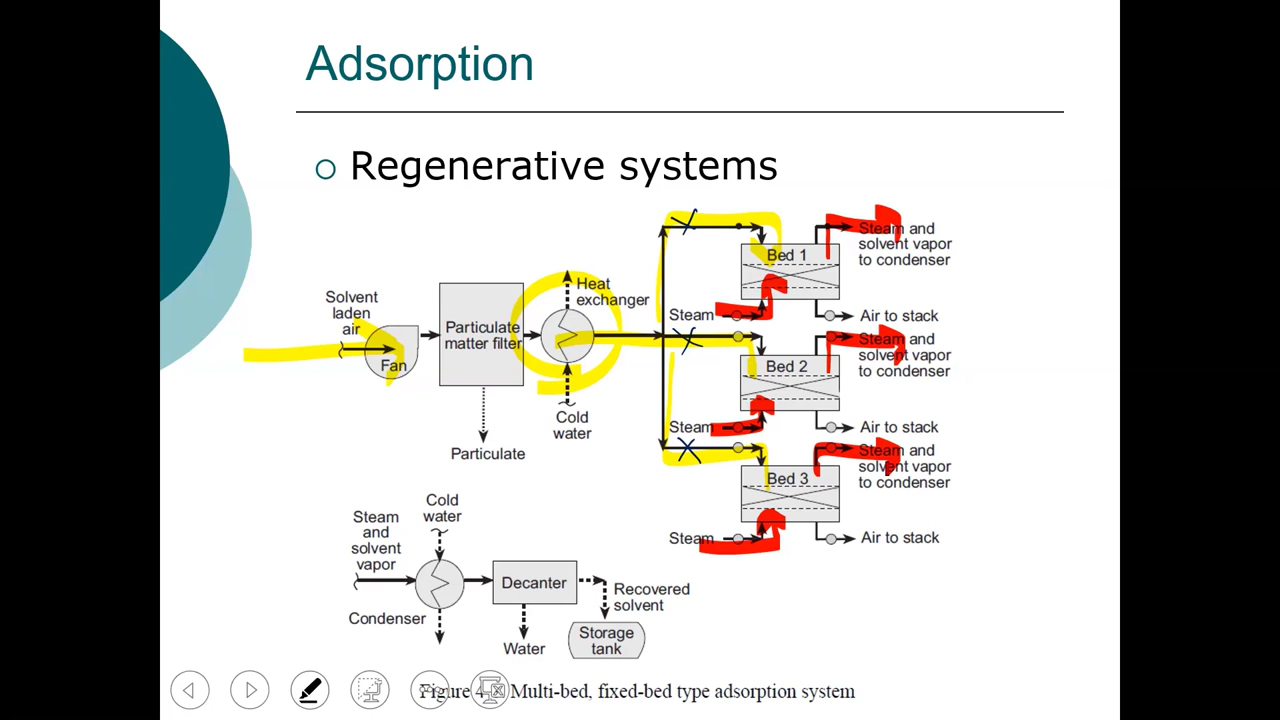 Adsorption
Regenerative systems
Solvent
laden
air
Fan
Particulate
matter filter
Particulate
Heat
exchanger
Cold
water
Bed 1
Steam
Steam and
solvent vapor
to condenser
Air to stack
Bed 2
Steam
Steam and
solvent vapor
to condenser
Air to stack
Bed 3
Steam
Steam and
solvent vapor
to condenser
Air to stack
Steam
and
solvent
vapor
Cold
water
Condenser
Decanter
Water
Recovered
solvent
Storage
tank
Figure Multi-bed, fixed-bed type adsorption system